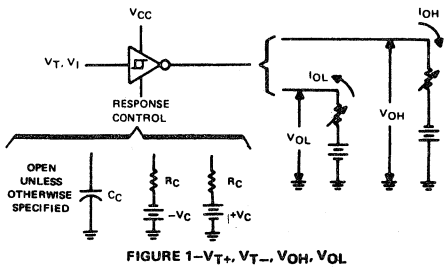 VCC
IOH
VT, VI
IOL
RESPONSE
CONTROL
VOH
VOL
OPEN
UNLESS
OTHERWISE
SPECIFIED
CC
RC
-VC
RC
+VC
FIGURE 1–VT+, VT–, VOH, VOL